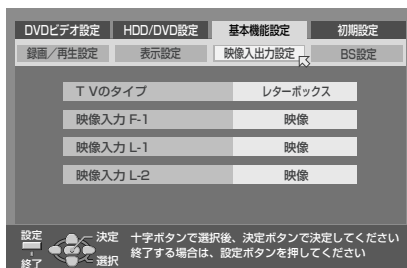 DVDビデオ設定 HDD/DVD設定 基本機能設定 初期設定
録画/再生設定 表示設定 映像入出力設定 BS設定
TVのタイプ レターボックス
映像入力 F-1 映像
映像入力 L-1 映像
映像入力 L-2 映像
設定 決定 十字ボタンで選択後、決定ボタンで決定してください
終了 選択 終了する場合は、設定ボタンを押してください